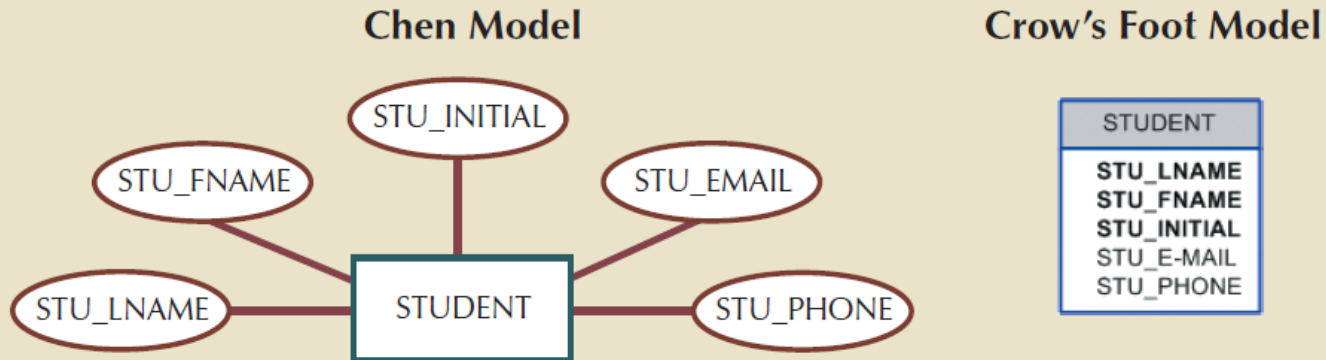 Chen Model
Crow's Foot Model
STU_INITIAL
STU_FNAME
STU_EMAIL
STU_LNAME
STUDENT
STU_PHONE
STUDENT
STU_LNAME
STU_FNAME
STU_INITIAL
STU_E-MAIL
STU_PHONE